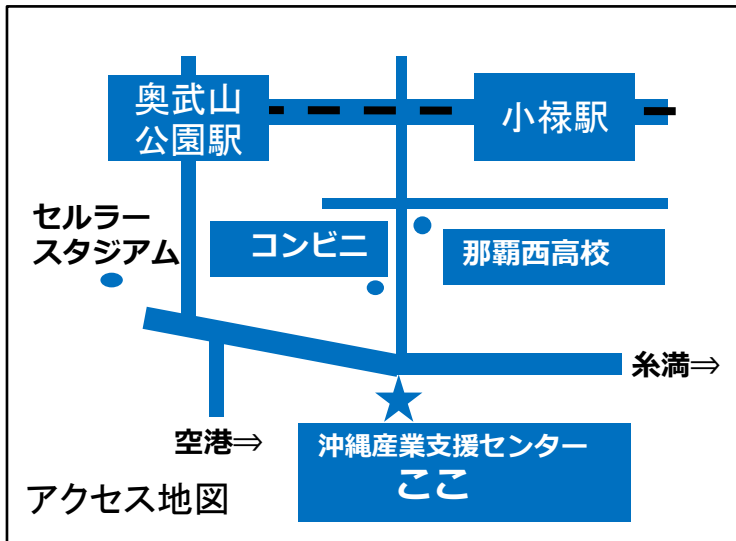 奥武山
公園駅
小禄駅
セルラー
スタジアム
コンビニ
那覇西高校
糸満⇒
空港⇒
沖縄産業支援センター
ここ
アクセス地図